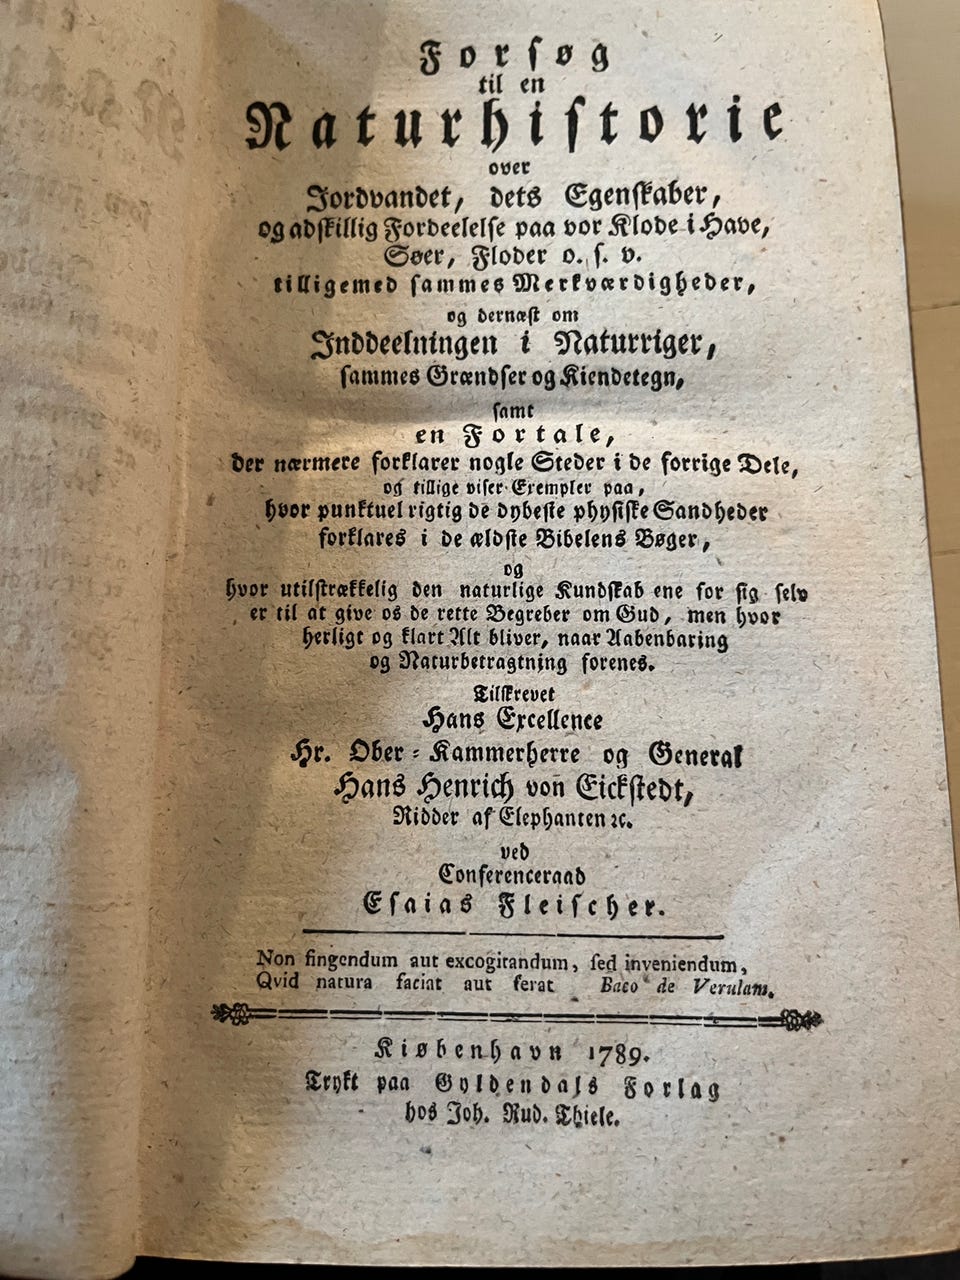 Forsøg
til en
Naturhistorie
over
Jordvandet, dets Egenskaber,
og adskillig Fordeelelse paa vor Klode i Have,
Søer, Floder o. s. v.
tilligemed sammes Merkværdigheder,
og dernæst om
Inddeelningen i Naturriger,
sammes Grændser og Kiendetegn,
samt
en Fortale,
der nærmere forklarer nogle Steder i de forrige Dele,
og tillige viser Exempler paa,
hvor punktuel rigtig de dybeste physiske Sandheder
forklares i de ældste Bibelens Bøger,
og
hvor utilstrækkelig den naturlige Kundskab ene for sig selv
er til at give os de rette Begreber om Gud, men hvor
herligt og klart Alt bliver, naar Aabenbaring
og Naturbetragtning forenes.
Tilskrevet
Hans Excellence
Hr. Ober-Kammerherre og General
Hans Henrich von Eickstedt,
Ridder af Elephanten ꝛc.
ved
Conferenceraad
Esaias Fleischer.
Non fingendum aut excogitandum, sed inveniendum,
Qvid natura faciat aut ferat Baco de Verulam.
Kiøbenhavn 1789.
Trykt paa Gyldendals Forlag
hos Joh. Rud. Thiele.